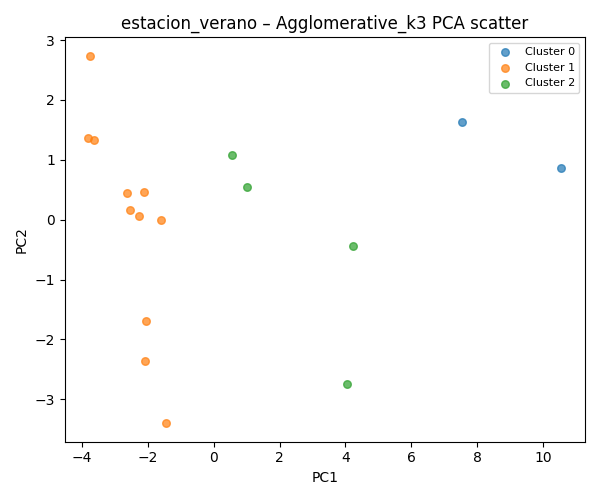 estacion_verano – Agglomerative_k3 PCA scatter
Cluster 0
Cluster 1
Cluster 2
3
2
1
0
−1
−2
−3
PC2
−4
−2
0
2
4
6
8
10
PC1